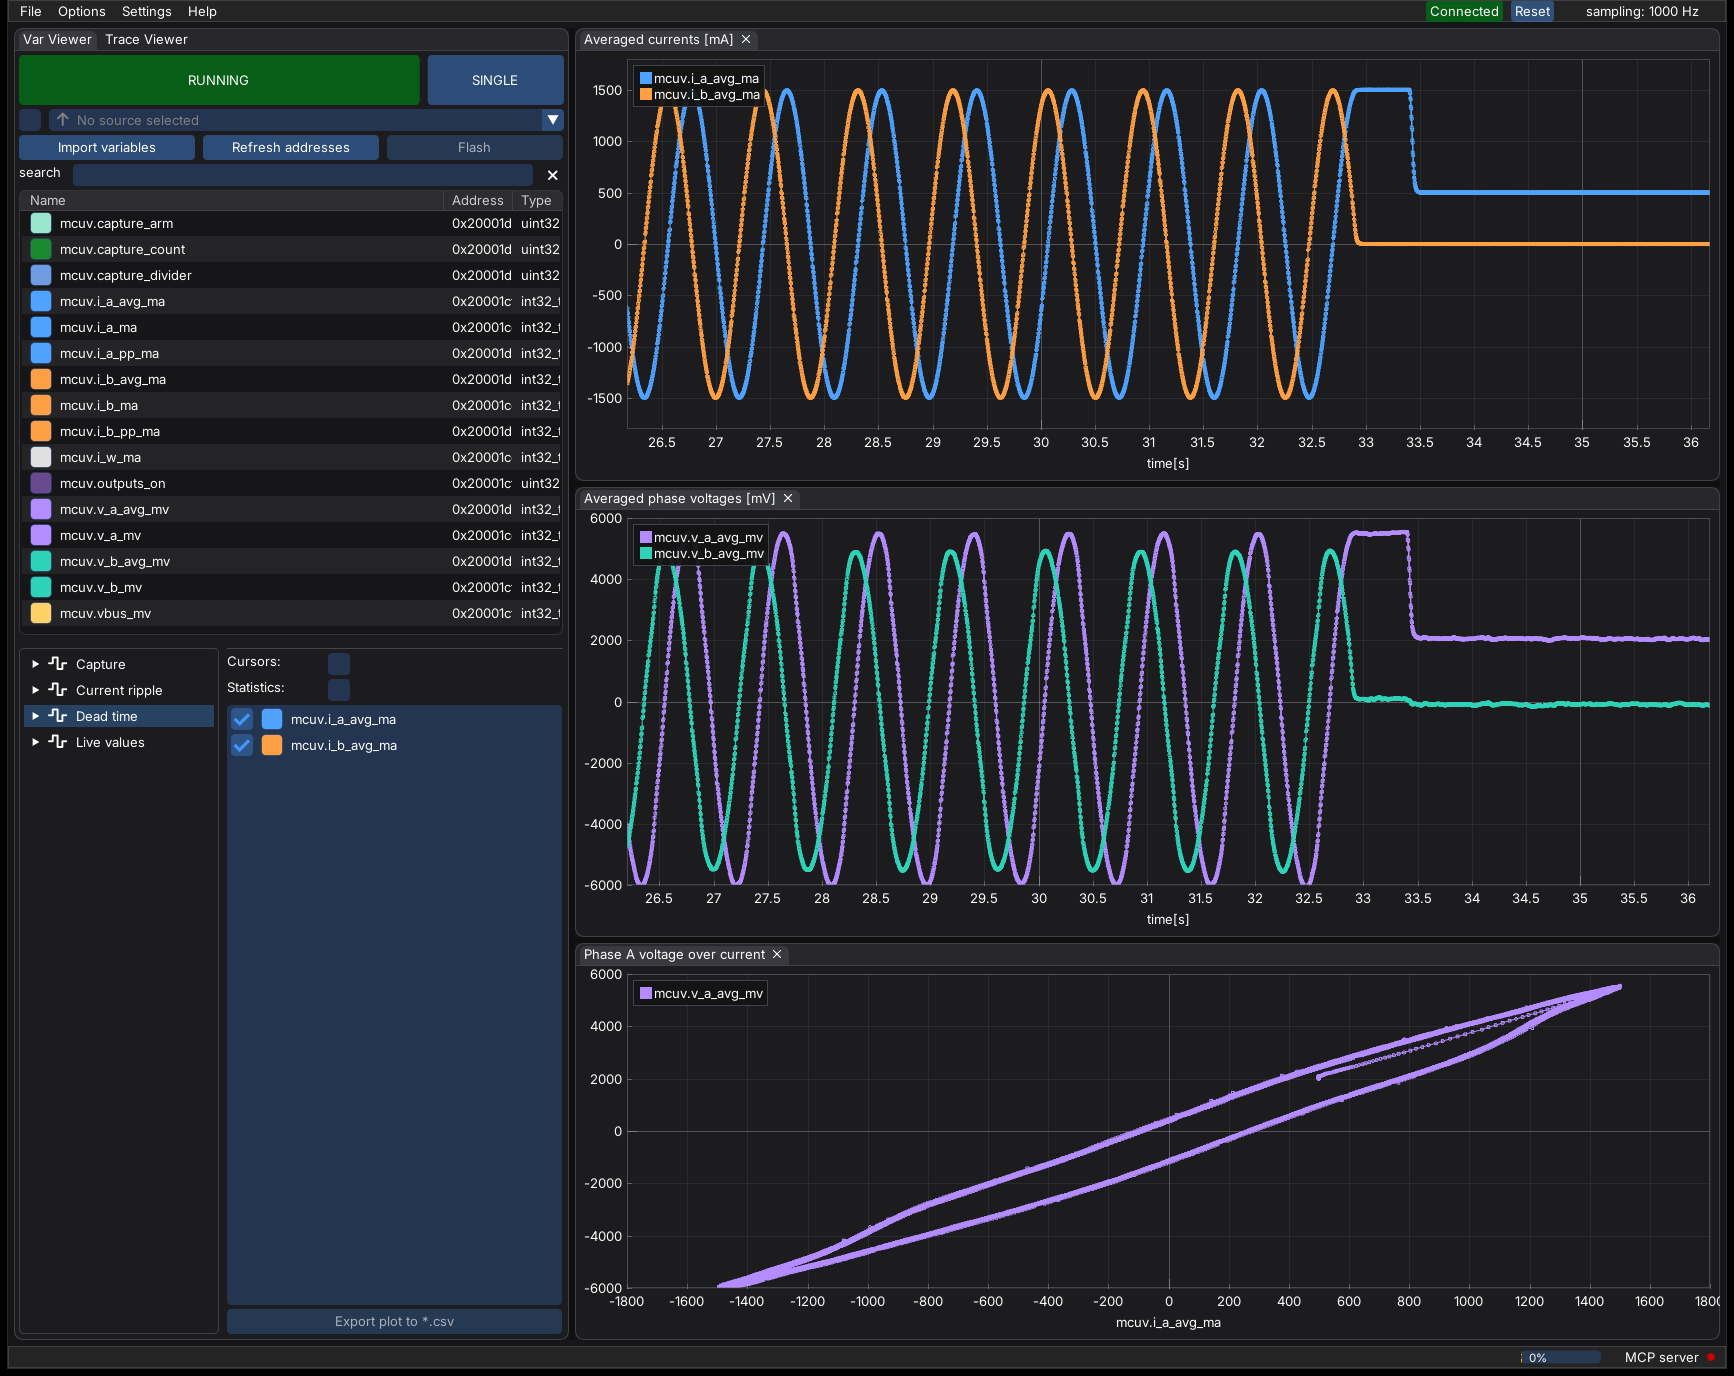 File Options Settings Help
Connected Reset sampling: 1000 Hz
Var Viewer Trace Viewer
RUNNING SINGLE
No source selected
Import variables Refresh addresses Flash
search
Name Address Type
mcuv.capture_arm 0x20001d uint32
mcuv.capture_count 0x20001d uint32
mcuv.capture_divider 0x20001d uint32
mcuv.i_a_avg_ma 0x20001c int32_t
mcuv.i_a_ma 0x20001c int32_t
mcuv.i_a_pp_ma 0x20001d int32_t
mcuv.i_b_avg_ma 0x20001d int32_t
mcuv.i_b_ma 0x20001c int32_t
mcuv.i_b_pp_ma 0x20001d int32_t
mcuv.i_w_ma 0x20001c int32_t
mcuv.outputs_on 0x20001c uint32
mcuv.v_a_avg_mv 0x20001d int32_t
mcuv.v_a_mv 0x20001c int32_t
mcuv.v_b_avg_mv 0x20001d int32_t
mcuv.v_b_mv 0x20001c int32_t
mcuv.vbus_mv 0x20001c int32_t
Capture
Current ripple
Dead time
Live values
Cursors:
Statistics:
mcuv.i_a_avg_ma
mcuv.i_b_avg_ma
Export plot to *.csv
Averaged currents [mA]
mcuv.i_a_avg_ma
mcuv.i_b_avg_ma
1500
1000
500
0
-500
-1000
-1500
26.5 27 27.5 28 28.5 29 29.5 30 30.5 31 31.5 32 32.5 33 33.5 34 34.5 35 35.5 36
time[s]
Averaged phase voltages [mV]
mcuv.v_a_avg_mv
mcuv.v_b_avg_mv
6000
4000
2000
0
-2000
-4000
-6000
26.5 27 27.5 28 28.5 29 29.5 30 30.5 31 31.5 32 32.5 33 33.5 34 34.5 35 35.5 36
time[s]
Phase A voltage over current
mcuv.v_a_avg_mv
6000
4000
2000
0
-2000
-4000
-6000
-1800 -1600 -1400 -1200 -1000 -800 -600 -400 -200 0 200 400 600 800 1000 1200 1400 1600 1800
mcuv.i_a_avg_ma
0% MCP server